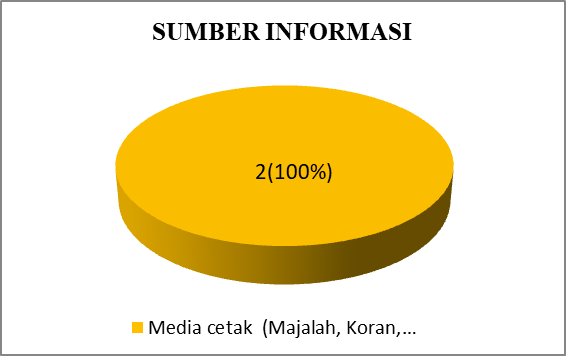 SUMBER INFORMASI
2(100%)
Media cetak (Majalah, Koran,...